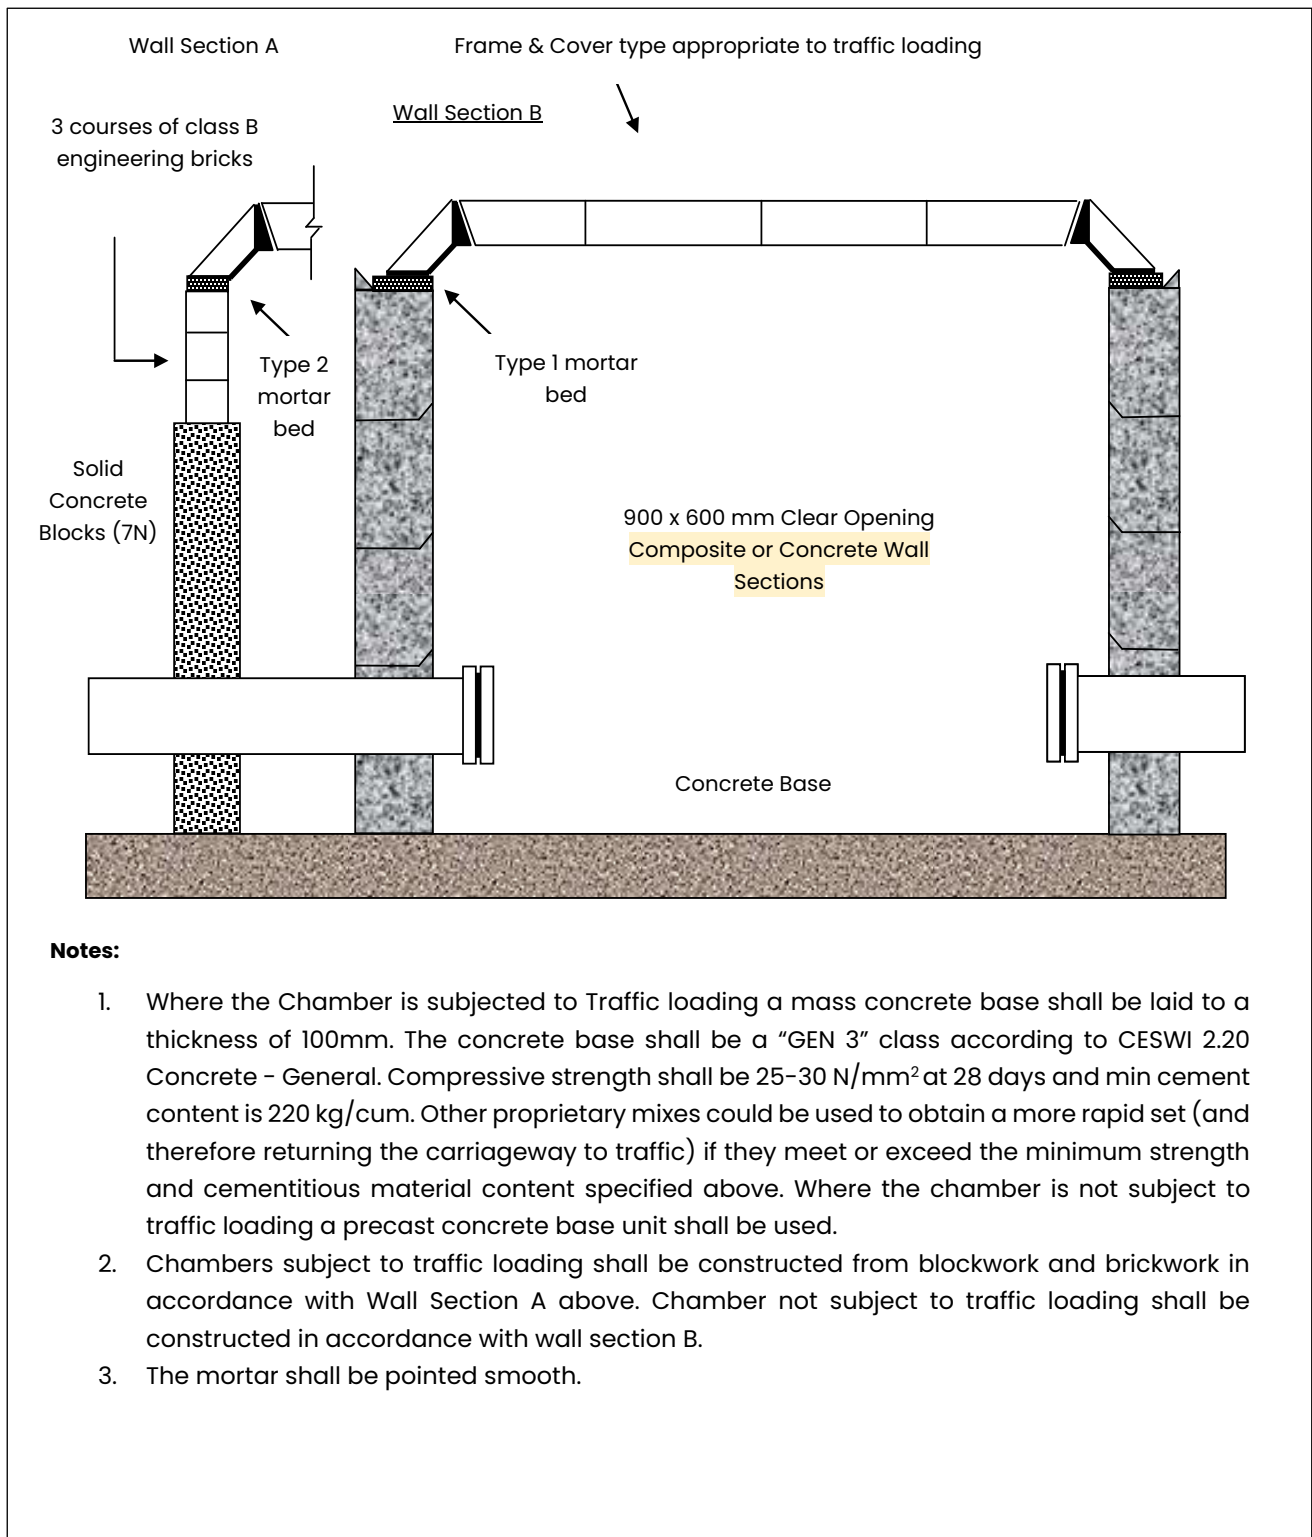 Wall Section A
Frame & Cover type appropriate to traffic loading
Wall Section B
3 courses of class B
engineering bricks
Type 2
mortar
bed
Type 1 mortar
bed
Solid
Concrete
Blocks (7N)
900 x 600 mm Clear Opening
Composite or Concrete Wall
Sections
Concrete Base
Notes:
1. Where the Chamber is subjected to Traffic loading a mass concrete base shall be laid to a
thickness of 100mm. The concrete base shall be a “GEN 3” class according to CESWI 2.20
Concrete - General. Compressive strength shall be 25-30 N/mm² at 28 days and min cement
content is 220 kg/cum. Other proprietary mixes could be used to obtain a more rapid set (and
therefore returning the carriageway to traffic) if they meet or exceed the minimum strength
and cementitious material content specified above. Where the chamber is not subject to
traffic loading a precast concrete base unit shall be used.
2. Chambers subject to traffic loading shall be constructed from blockwork and brickwork in
accordance with Wall Section A above. Chamber not subject to traffic loading shall be
constructed in accordance with wall section B.
3. The mortar shall be pointed smooth.